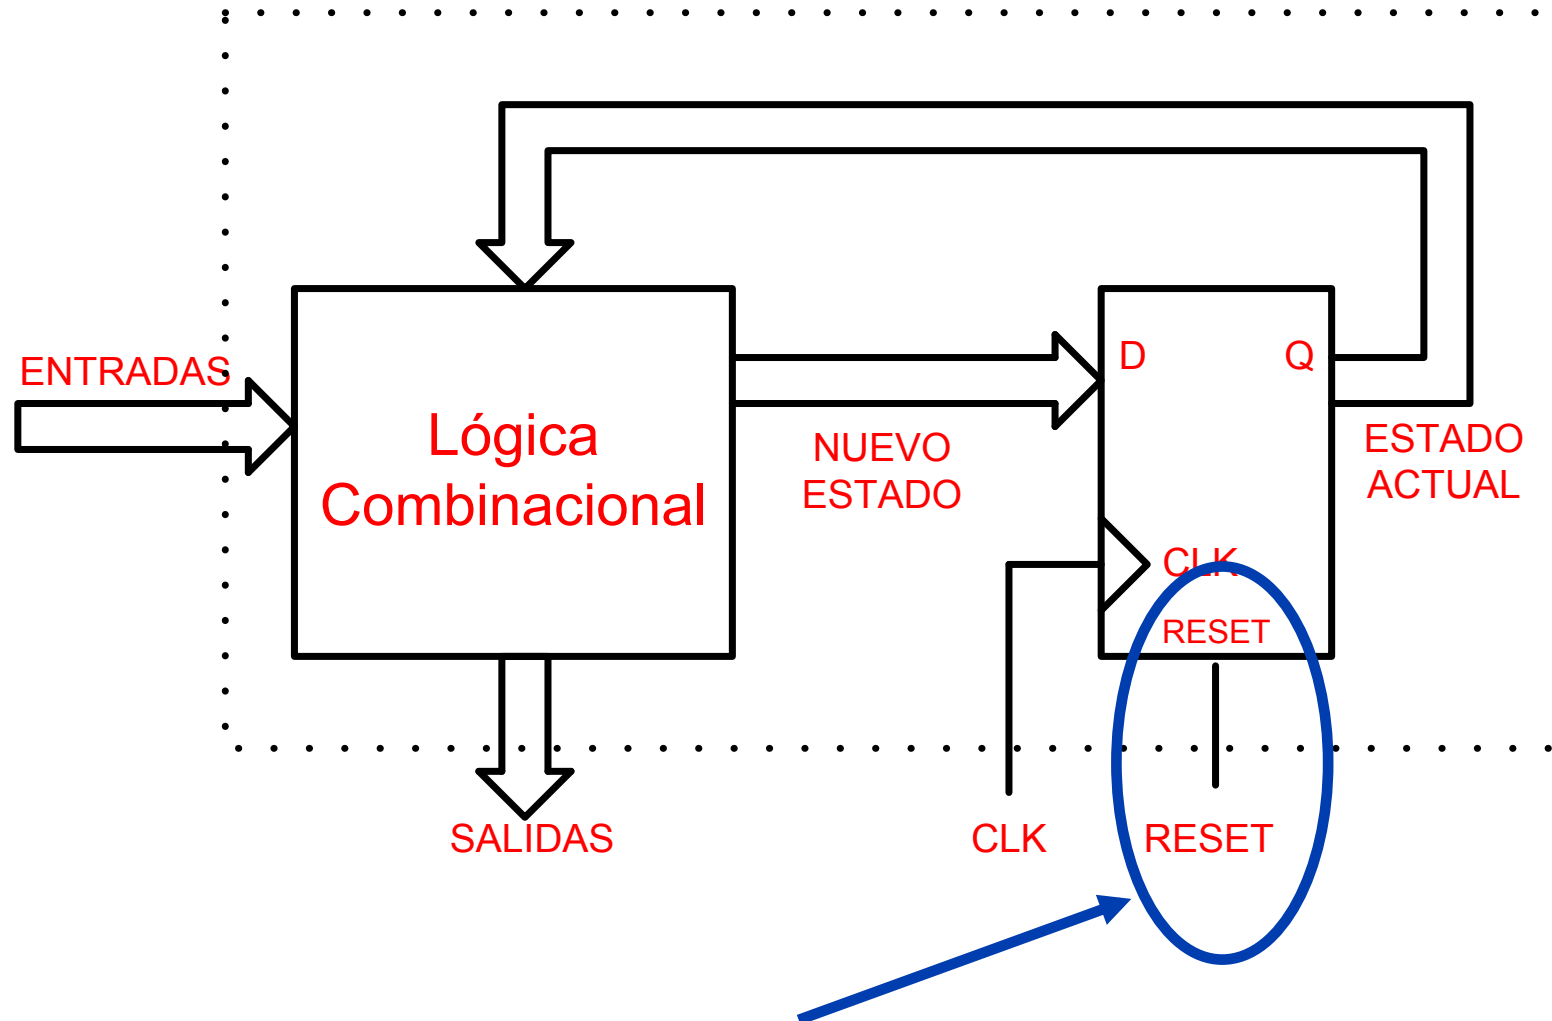 ENTRADAS
Lógica
Combinacional
NUEVO
ESTADO
D
Q
CLK
RESET
ESTADO
ACTUAL
SALIDAS
CLK
RESET